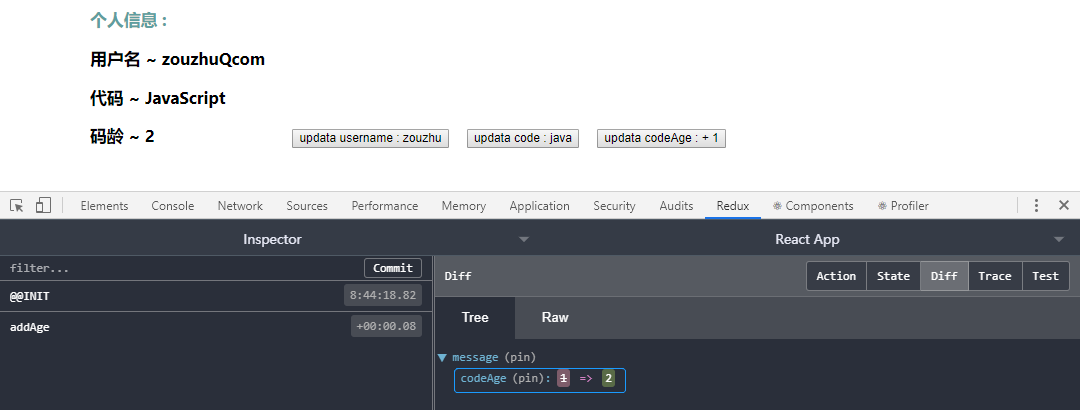 个人信息 :
用户名 ~ zouzhuQcom
代码 ~ JavaScript
码龄 ~ 2 updata username : zouzhu updata code : java updata codeAge : + 1
Elements Console Network Sources Performance Memory Application Security Audits Redux Components Profiler
Inspector React App
filter... Commit Diff Action State Diff Trace Test
@@INIT 8:44:18.82
Tree Raw
addAge +00:00.08
message (pin)
codeAge (pin): 1 => 2